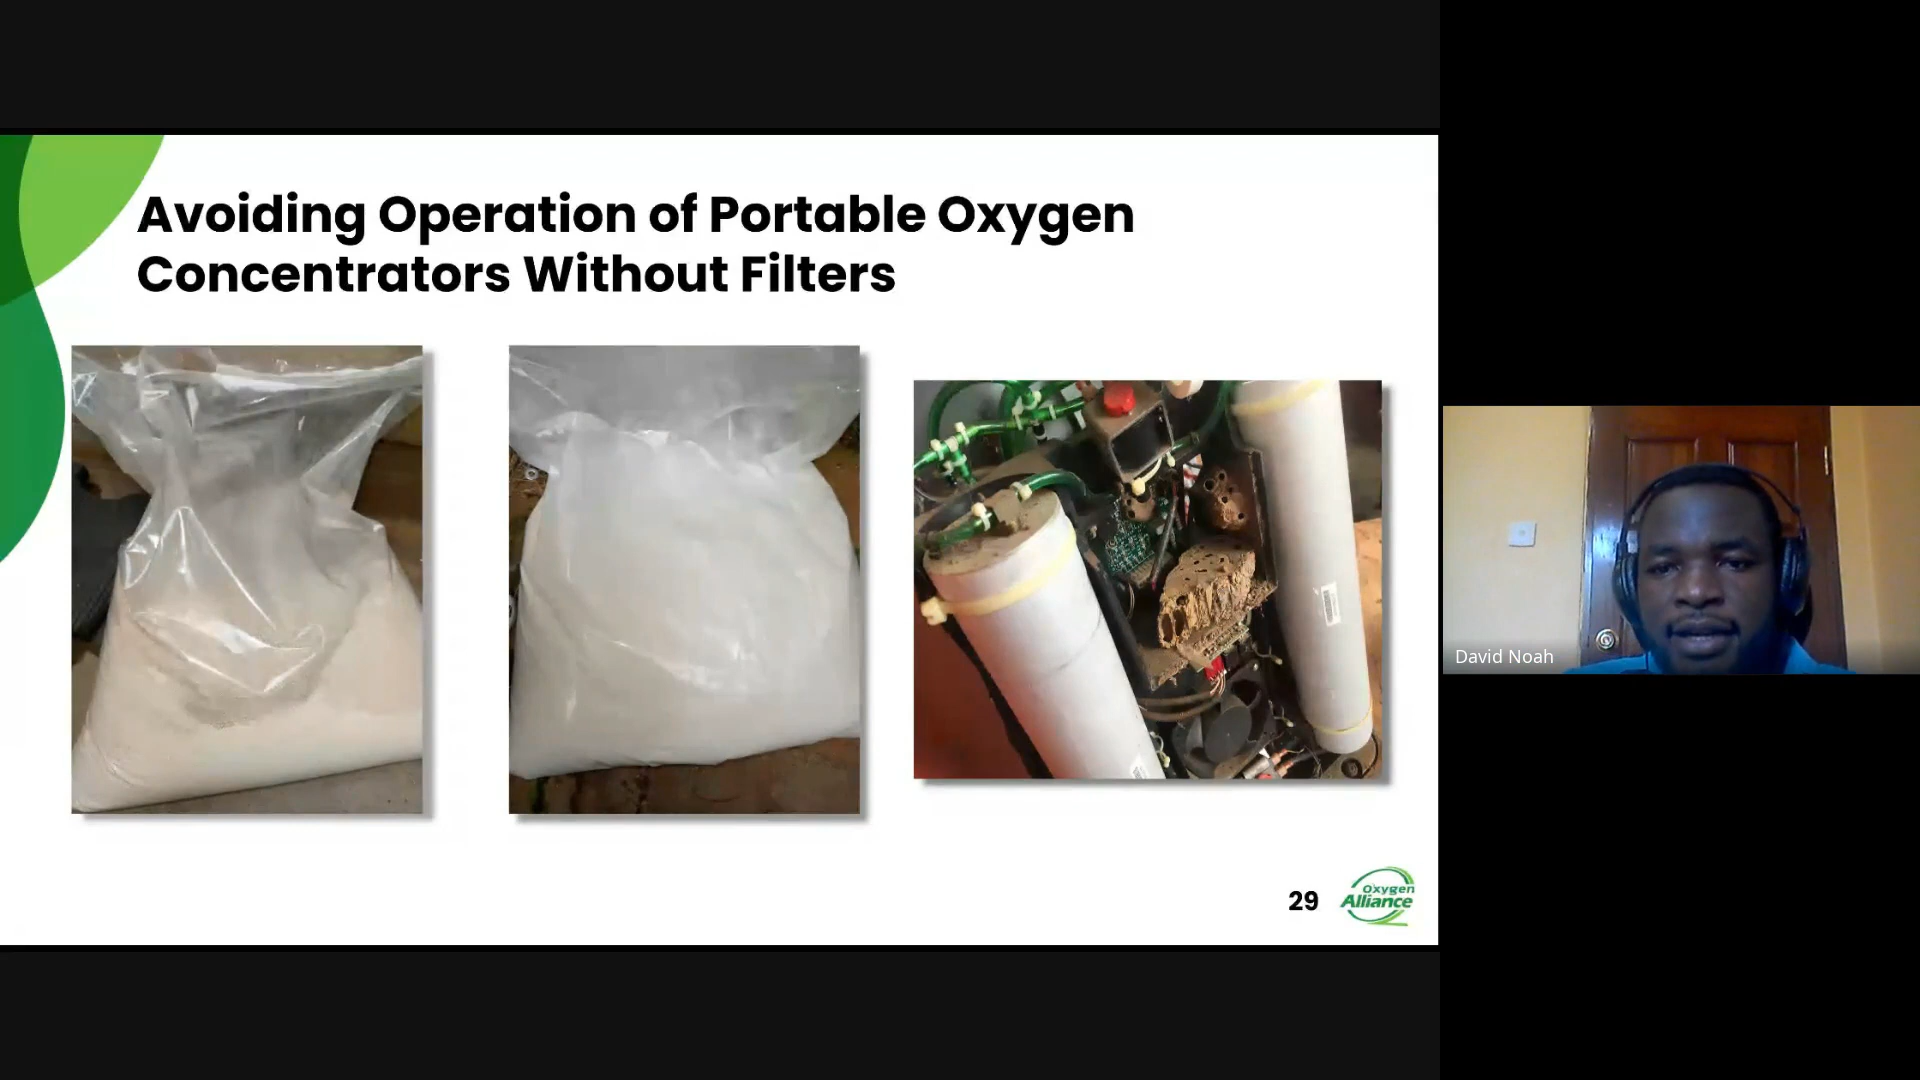 Avoiding Operation of Portable Oxygen
Concentrators Without Filters
David Noah
29
Oxygen
Alliance